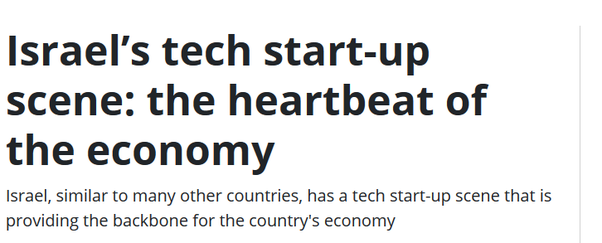 Israel’s tech start-up
scene: the heartbeat of
the economy
Israel, similar to many other countries, has a tech start-up scene that is
providing the backbone for the country's economy